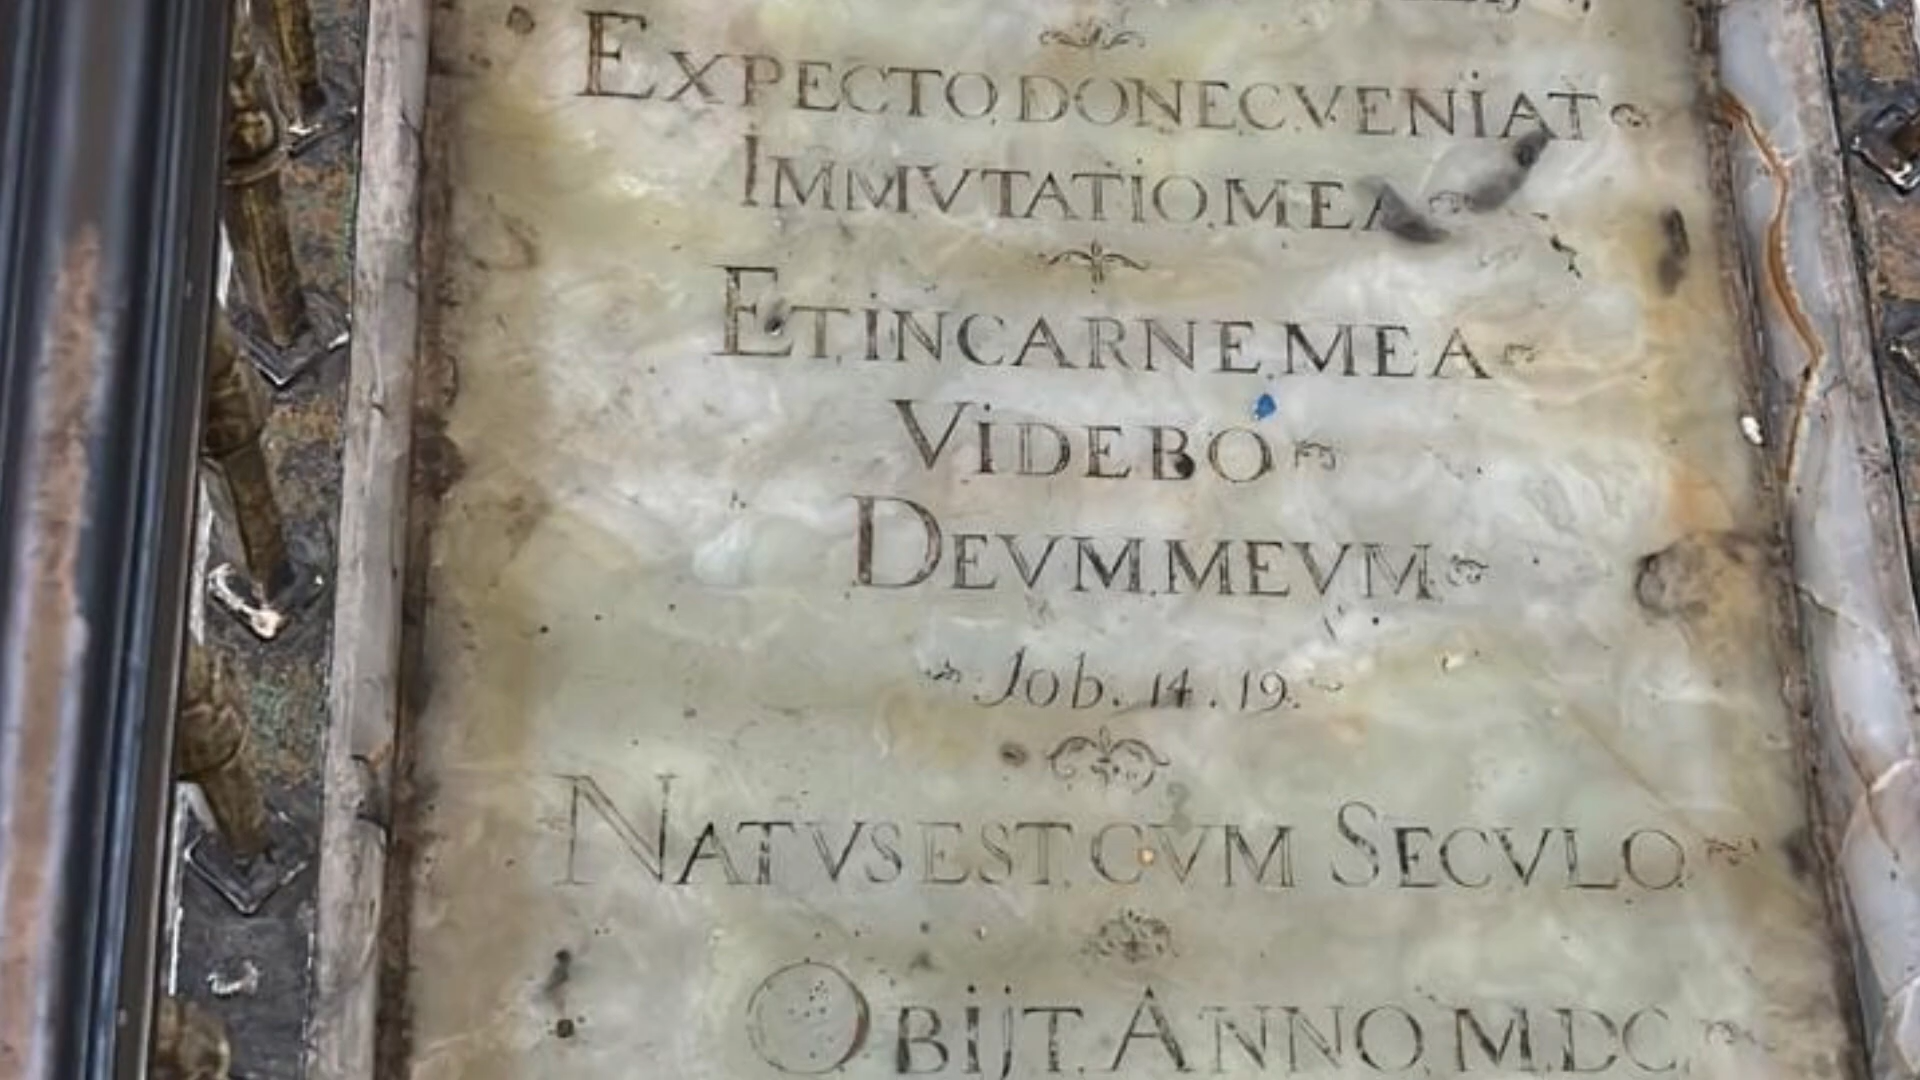 EXPECTO.DONEC.VENIAT
IMMVTATIO.MEA
ET.IN CARNE.MEA
VIDEBO
DEVM.MEVM
Job. 14. 19.
NATVS EST. CVM SECVLO
OBIJT. ANNO. M.DC